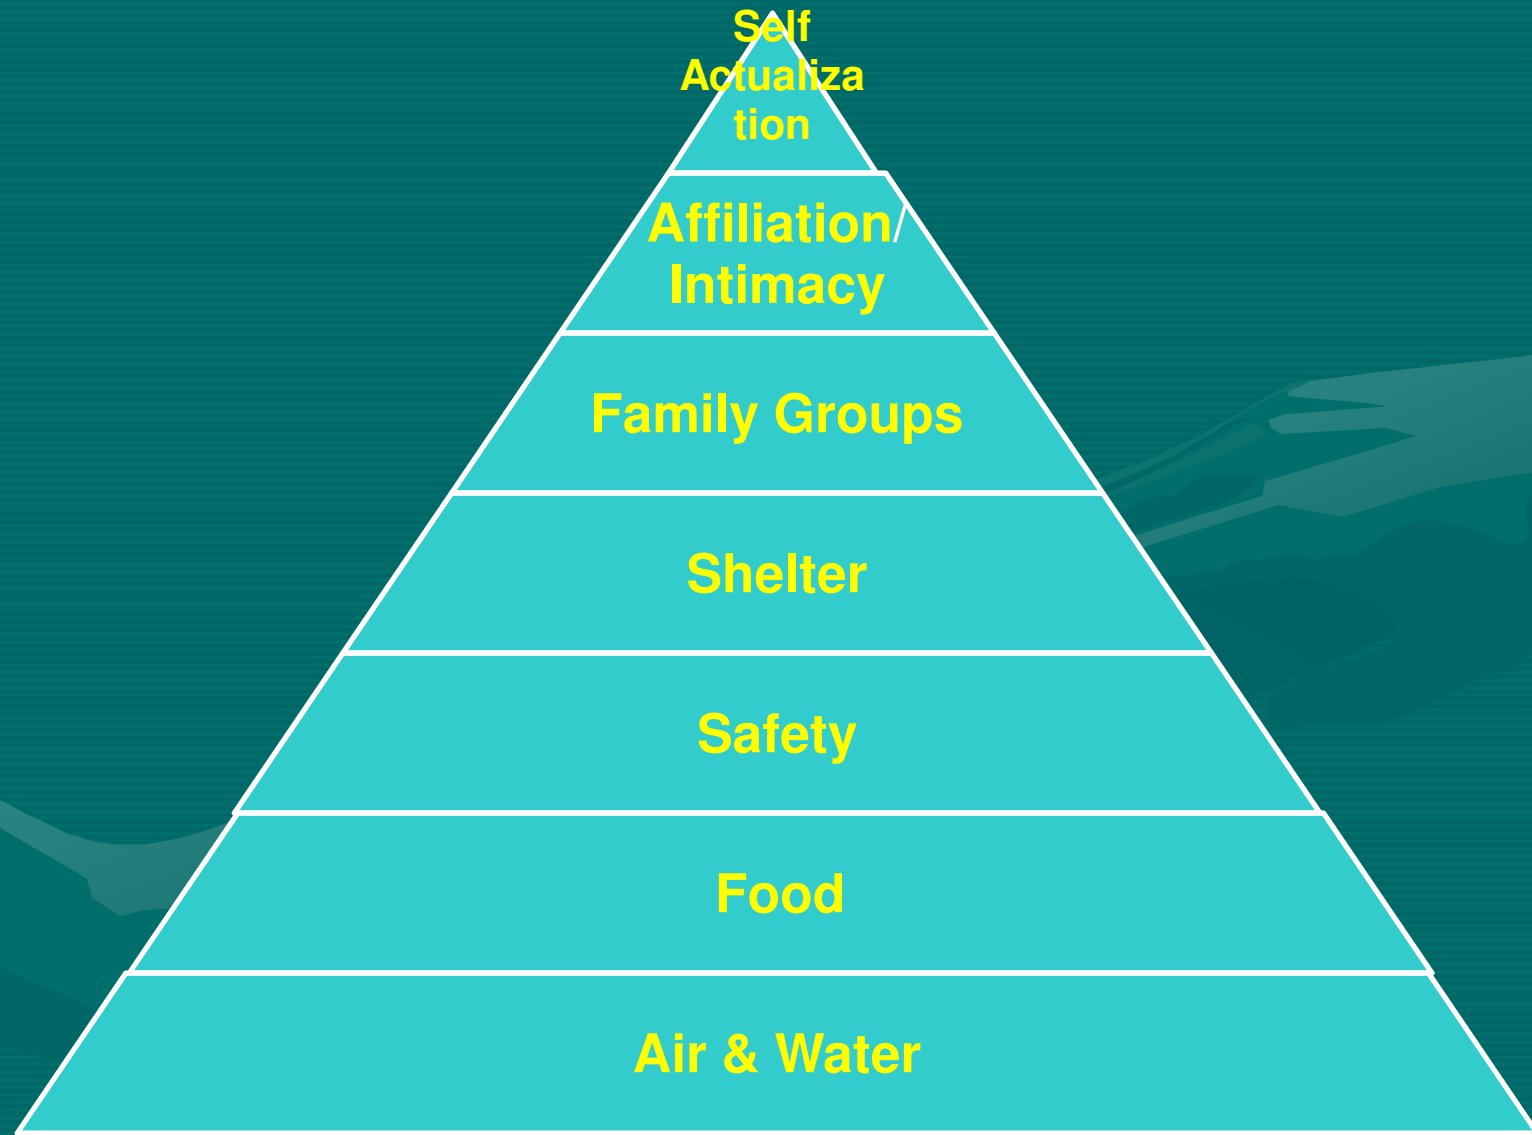 Self
Actualiza
tion
Affiliation/
Intimacy
Family Groups
Shelter
Safety
Food
Air & Water